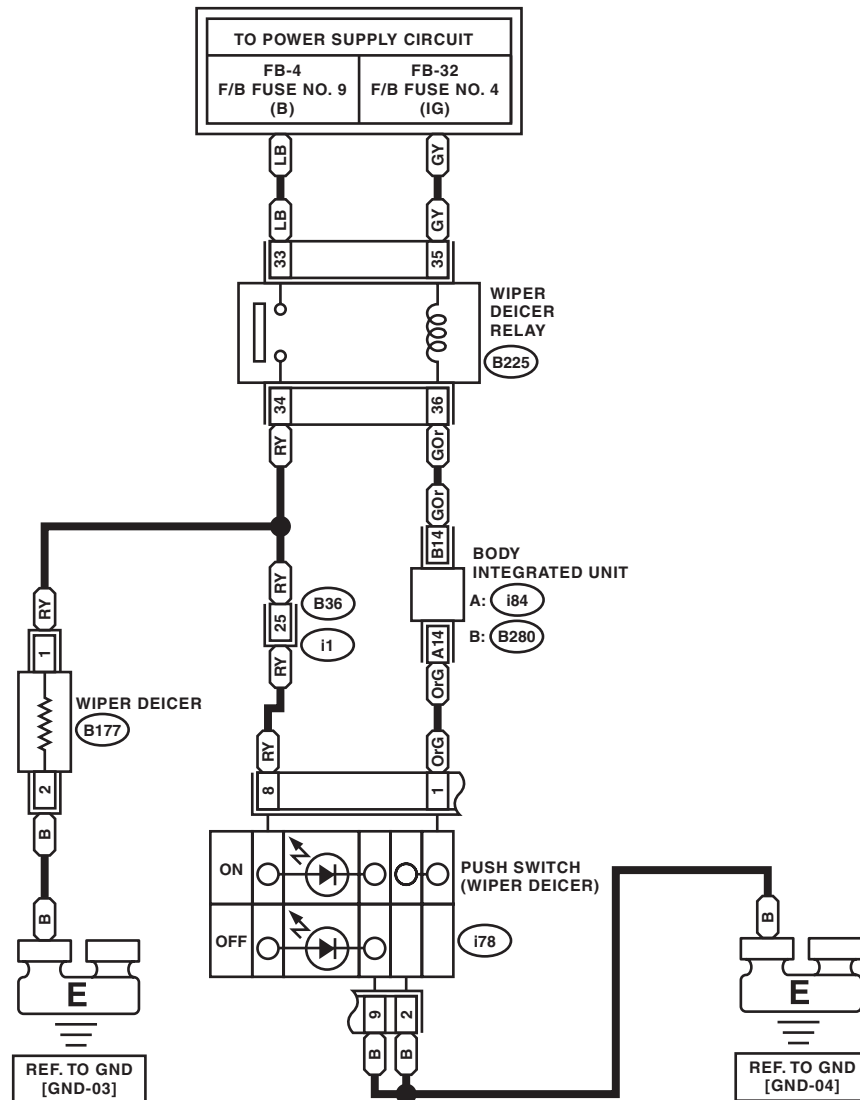 TO POWER SUPPLY CIRCUIT
FB-4
F/B FUSE NO. 9
(B)
FB-32
F/B FUSE NO. 4
(IG)
LB
GY
LB
GY
33
35
WIPER
DEICER
RELAY
B225
34
36
RY
GOr
GOr
B14
BODY
INTEGRATED UNIT
A: i84
B: B280
A14
OrG
RY
B36
25
i1
RY
RY
1
WIPER DEICER
B177
2
B
B
RY
OrG
8
1
ON
OFF
PUSH SWITCH
(WIPER DEICER)
i78
9
2
B
B
B
E
REF. TO GND
[GND-03]
E
REF. TO GND
[GND-04]